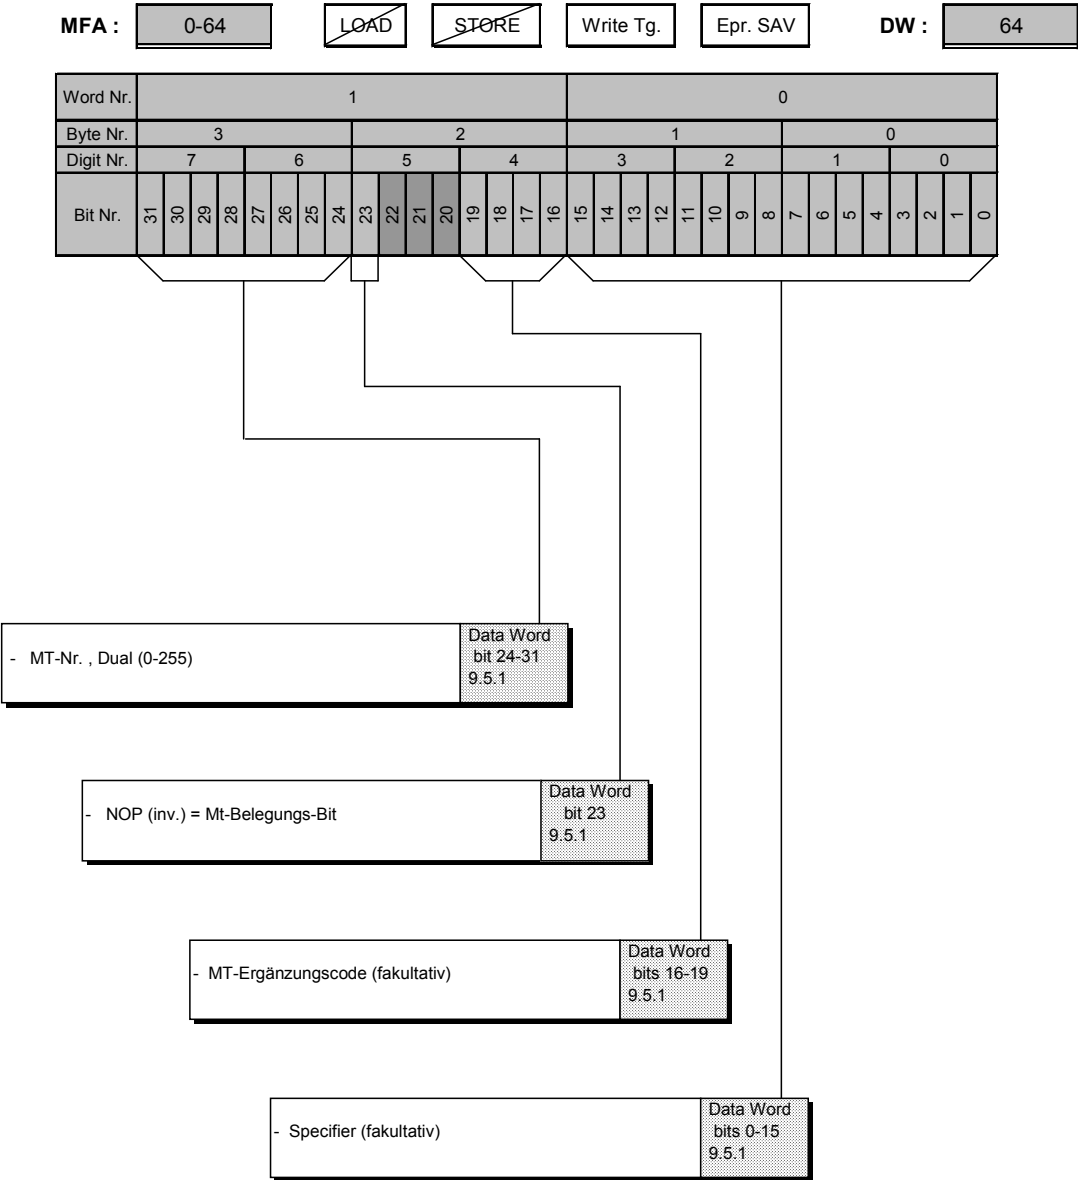 MFA : 0-64 LOAD STORE Write Tg. Epr. SAV DW : 64
Word Nr. 1 0
Byte Nr. 3 2 1 0
Digit Nr. 7 6 5 4 3 2 1 0
Bit Nr. 31 30 29 28 27 26 25 24 23 22 21 20 19 18 17 16 15 14 13 12 11 10 9 8 7 6 5 4 3 2 1 0
- MT-Nr. , Dual (0-255)
Data Word
bit 24-31
9.5.1
- NOP (inv.) = Mt-Belegungs-Bit
Data Word
bit 23
9.5.1
- MT-Ergänzungscode (fakultativ)
Data Word
bits 16-19
9.5.1
- Specifier (fakultativ)
Data Word
bits 0-15
9.5.1